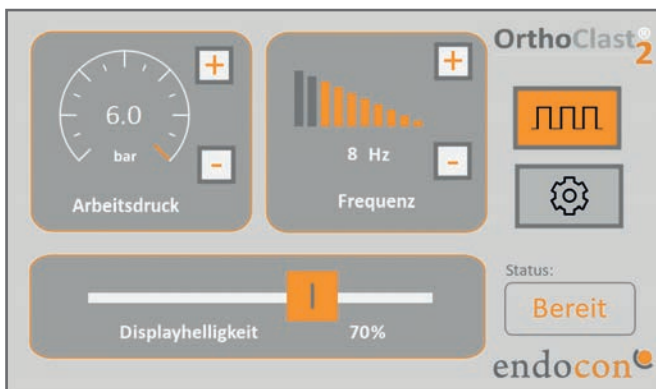 6.0
bar
+
-
Arbeitsdruck
+
8 Hz
-
Frequenz
OrthoClast®
2
Displayhelligkeit 70%
Status:
Bereit
endocon